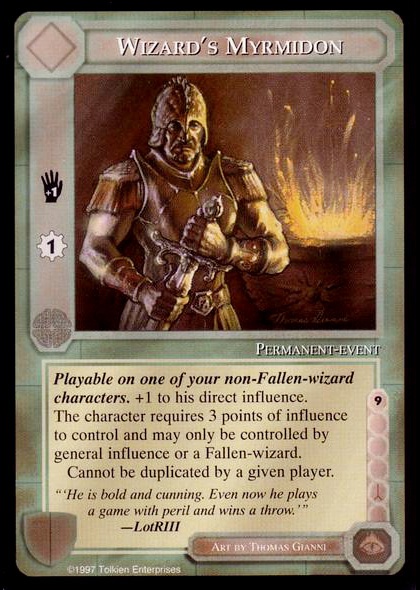 WIZARD'S MYRMIDON
+1
1
Thomas Gianni
PERMANENT-EVENT
Playable on one of your non-Fallen-wizard
characters. +1 to his direct influence.
The character requires 3 points of influence
to control and may only be controlled by
general influence or a Fallen-wizard.
Cannot be duplicated by a given player.
“‘He is bold and cunning. Even now he plays
a game with peril and wins a throw.’”
—LotRIII
9
ART BY THOMAS GIANNI
©1997 Tolkien Enterprises